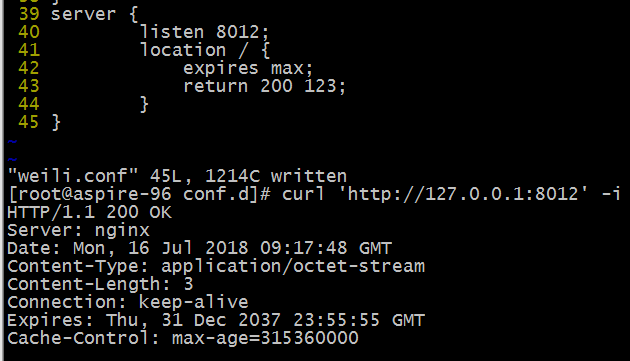 39 server {
40         listen 8012;
41         location / {
42             expires max;
43             return 200 123;
44         }
45 }
~
~
"weili.conf" 45L, 1214C written
[root@aspire-96 conf.d]# curl 'http://127.0.0.1:8012' -i
HTTP/1.1 200 OK
Server: nginx
Date: Mon, 16 Jul 2018 09:17:48 GMT
Content-Type: application/octet-stream
Content-Length: 3
Connection: keep-alive
Expires: Thu, 31 Dec 2037 23:55:55 GMT
Cache-Control: max-age=315360000